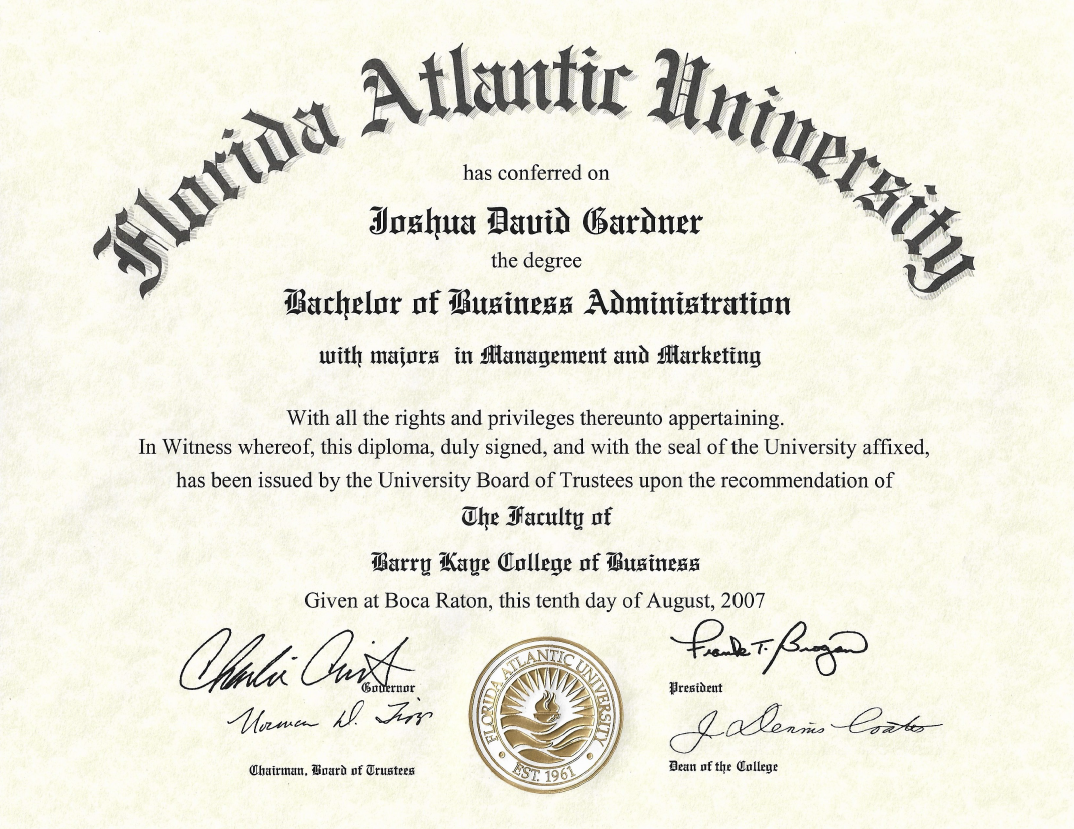 Florida Atlantic University
has conferred on
Joshua David Gardner
the degree
Bachelor of Business Administration
with majors in Management and Marketing
With all the rights and privileges thereunto appertaining.
In Witness whereof, this diploma, duly signed, and with the seal of the University affixed,
has been issued by the University Board of Trustees upon the recommendation of
The Faculty of
Barry Kaye College of Business
Given at Boca Raton, this tenth day of August, 2007
Charlie Crist
Governor
Norman D.
Chairman, Board of Trustees
FLORIDA ATLANTIC UNIVERSITY
EST. 1961
Frank T. Brogan
President
J. Dennis Coates
Dean of the College